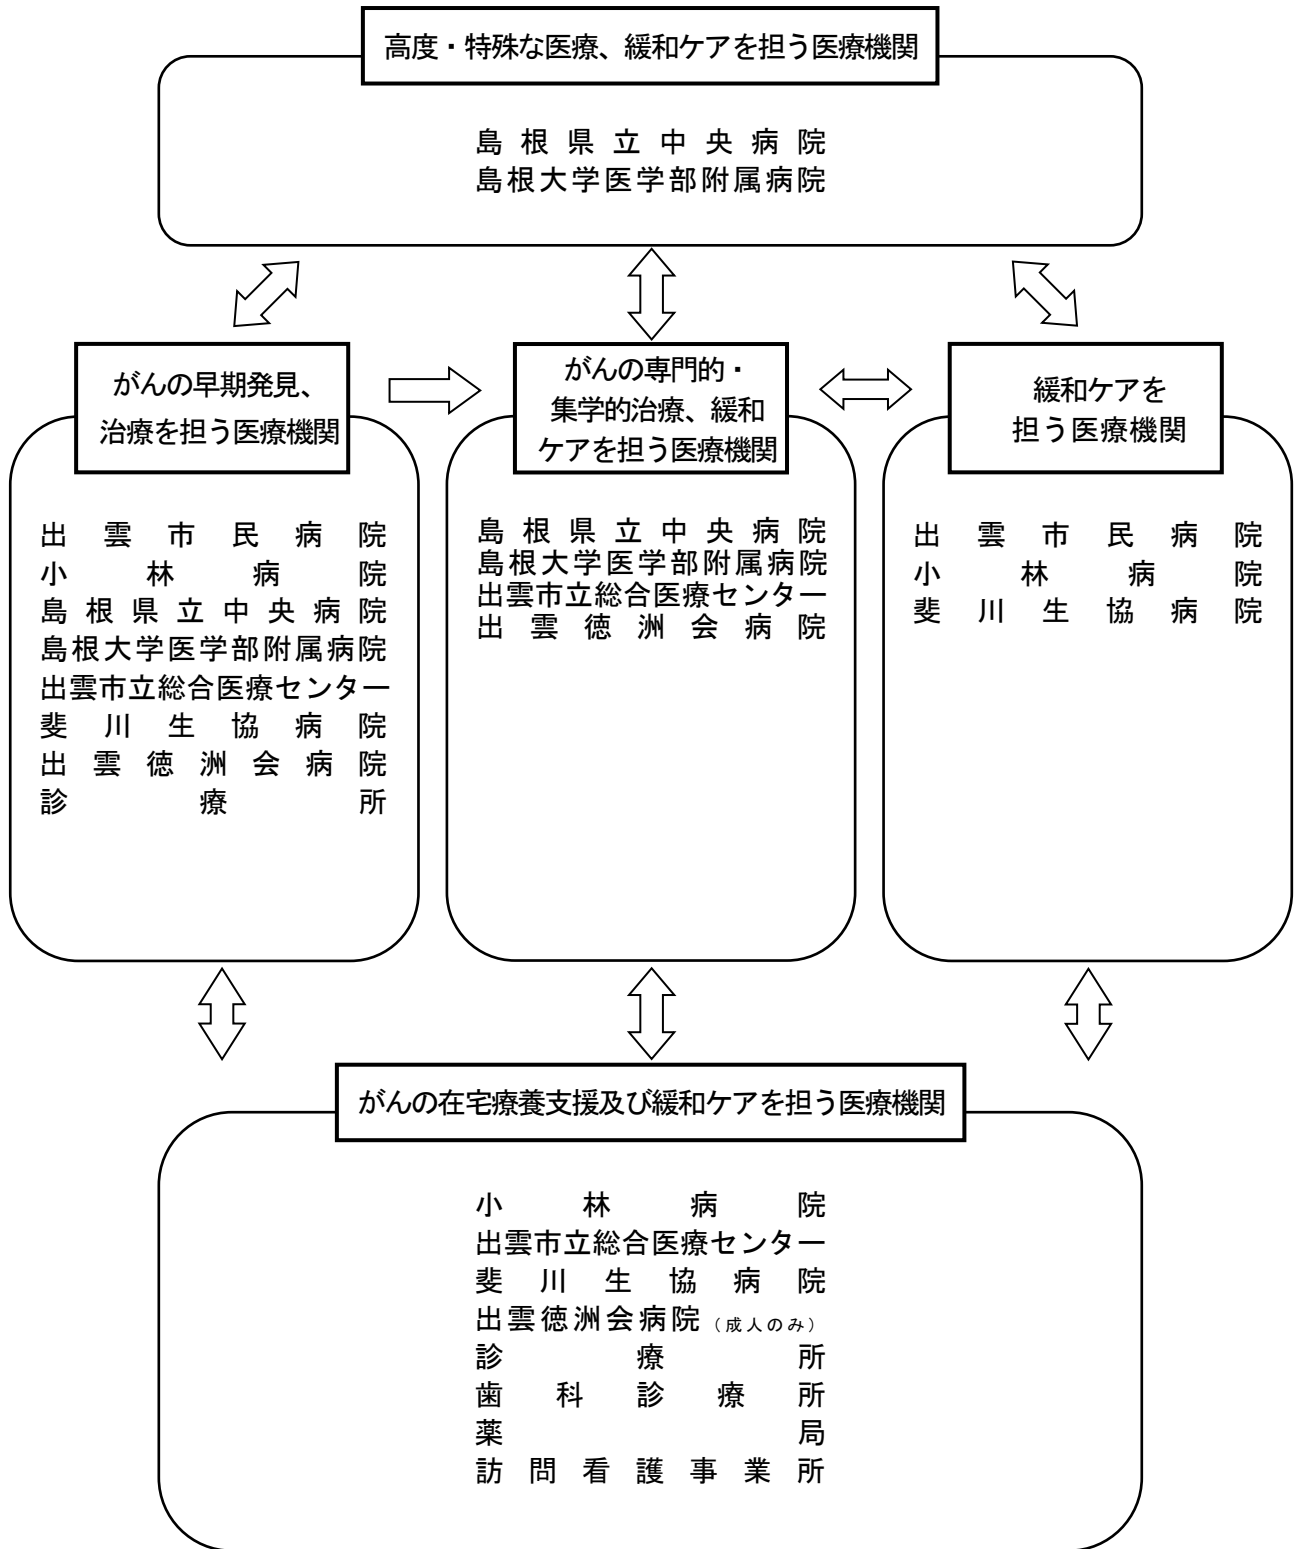 高度・特殊な医療、緩和ケアを担う医療機関
島根県立中央病院
島根大学医学部附属病院
がんの早期発見、
治療を担う医療機関
出雲市民病院
小林病院
島根県立中央病院
島根大学医学部附属病院
出雲市立総合医療センター
斐川生協病院
出雲徳洲会病院
診療所
がんの専門的・
集学的治療、緩和
ケアを担う医療機関
島根県立中央病院
島根大学医学部附属病院
出雲市立総合医療センター
出雲徳洲会病院
緩和ケアを
担う医療機関
出雲市民病院
小林病院
斐川生協病院
がんの在宅療養支援及び緩和ケアを担う医療機関
小林病院
出雲市立総合医療センター
斐川生協病院
出雲徳洲会病院（成人のみ）
診療所
歯科診療所
薬局
訪問看護事業所